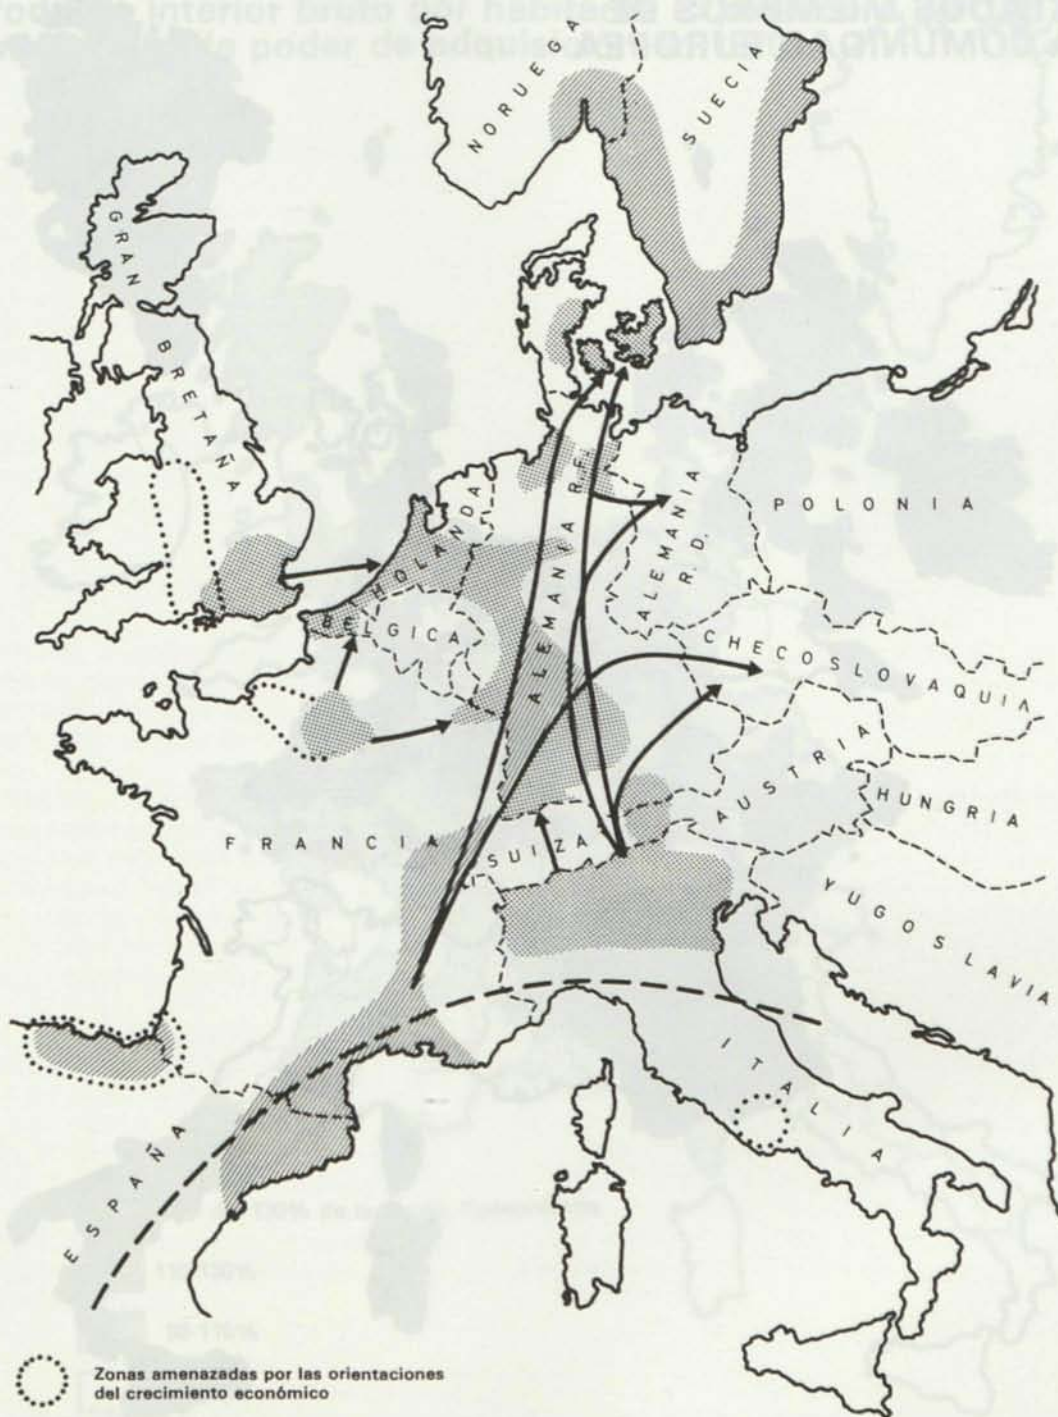 NORUEGA
SUECIA
GRAN
BRETAÑA
HOLANDA
BELGICA
ALEMANIA R.F.
ALEMANIA
R.D.
POLONIA
CHECOSLOVAQUIA
AUSTRIA
HUNGRIA
FRANCIA
SUIZA
YUGOSLAVIA
ITALIA
ESPAÑA
Zonas amenazadas por las orientaciones
del crecimiento económico